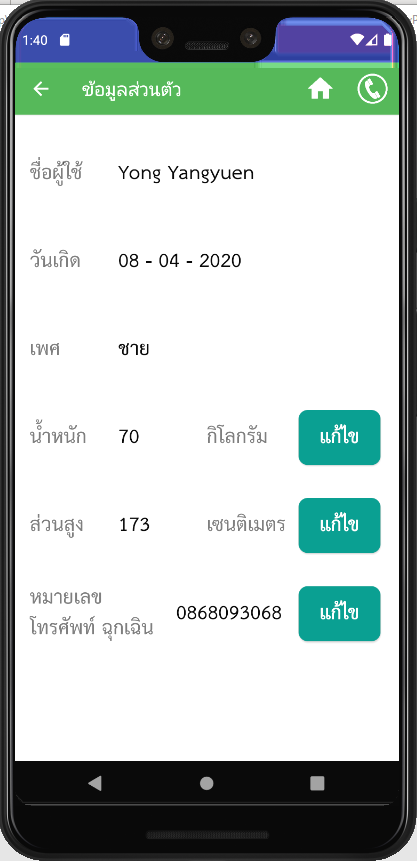 1:40
ข้อมูลส่วนตัว
ชื่อผู้ใช้ Yong Yangyuen
วันเกิด 08 - 04 - 2020
เพศ ชาย
น้ำหนัก 70 กิโลกรัม แก้ไข
ส่วนสูง 173 เซนติเมตร แก้ไข
หมายเลข
โทรศัพท์ ฉุกเฉิน 0868093068 แก้ไข